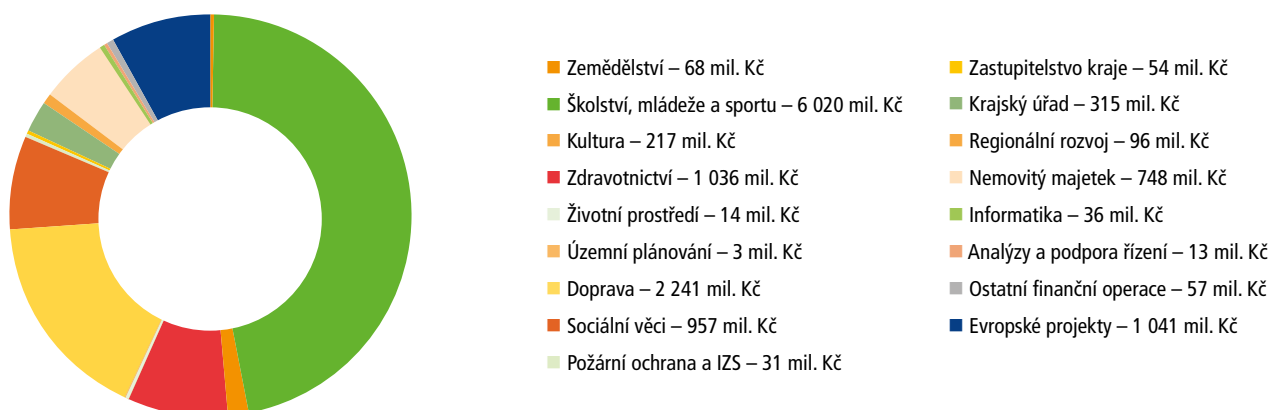 Zemědělství – 68 mil. Kč
Školství, mládeže a sportu – 6 020 mil. Kč
Kultura – 217 mil. Kč
Zdravotnictví – 1 036 mil. Kč
Životní prostředí – 14 mil. Kč
Územní plánování – 3 mil. Kč
Doprava – 2 241 mil. Kč
Sociální věci – 957 mil. Kč
Požární ochrana a IZS – 31 mil. Kč
Zastupitelstvo kraje – 54 mil. Kč
Krajský úřad – 315 mil. Kč
Regionální rozvoj – 96 mil. Kč
Nemovitý majetek – 748 mil. Kč
Informatika – 36 mil. Kč
Analýzy a podpora řízení – 13 mil. Kč
Ostatní finanční operace – 57 mil. Kč
Evropské projekty – 1 041 mil. Kč